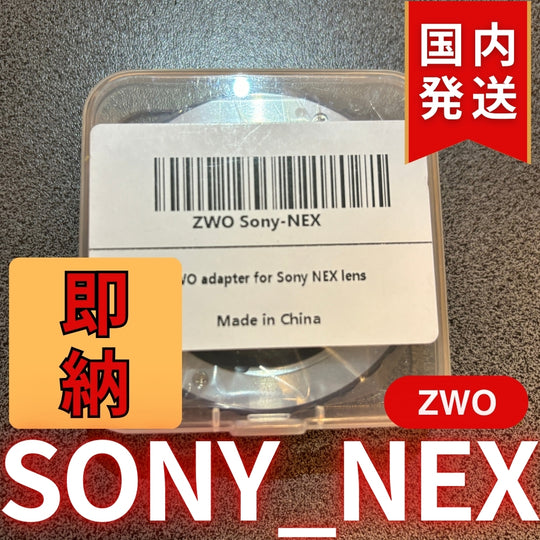 国内
発送
ZWO Sony-NEX
adapter for Sony NEX lens
Made in China
即
納
ZWO
SONY_NEX